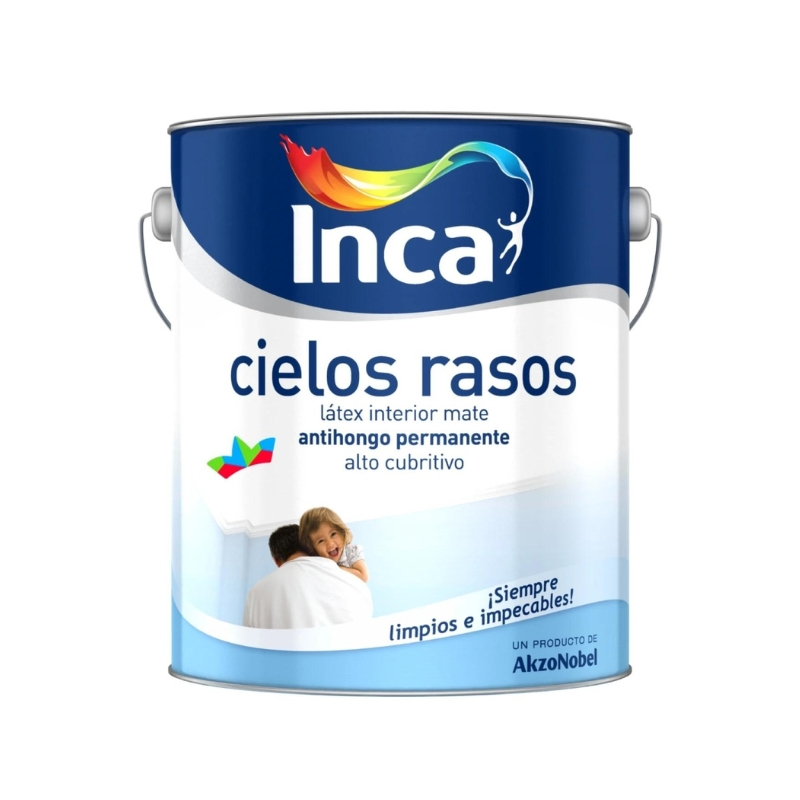 Inca
cielos rasos
látex interior mate
antihongo permanente
alto cubritivo
¡Siempre
limpios e impecables!
UN PRODUCTO DE
AkzoNobel